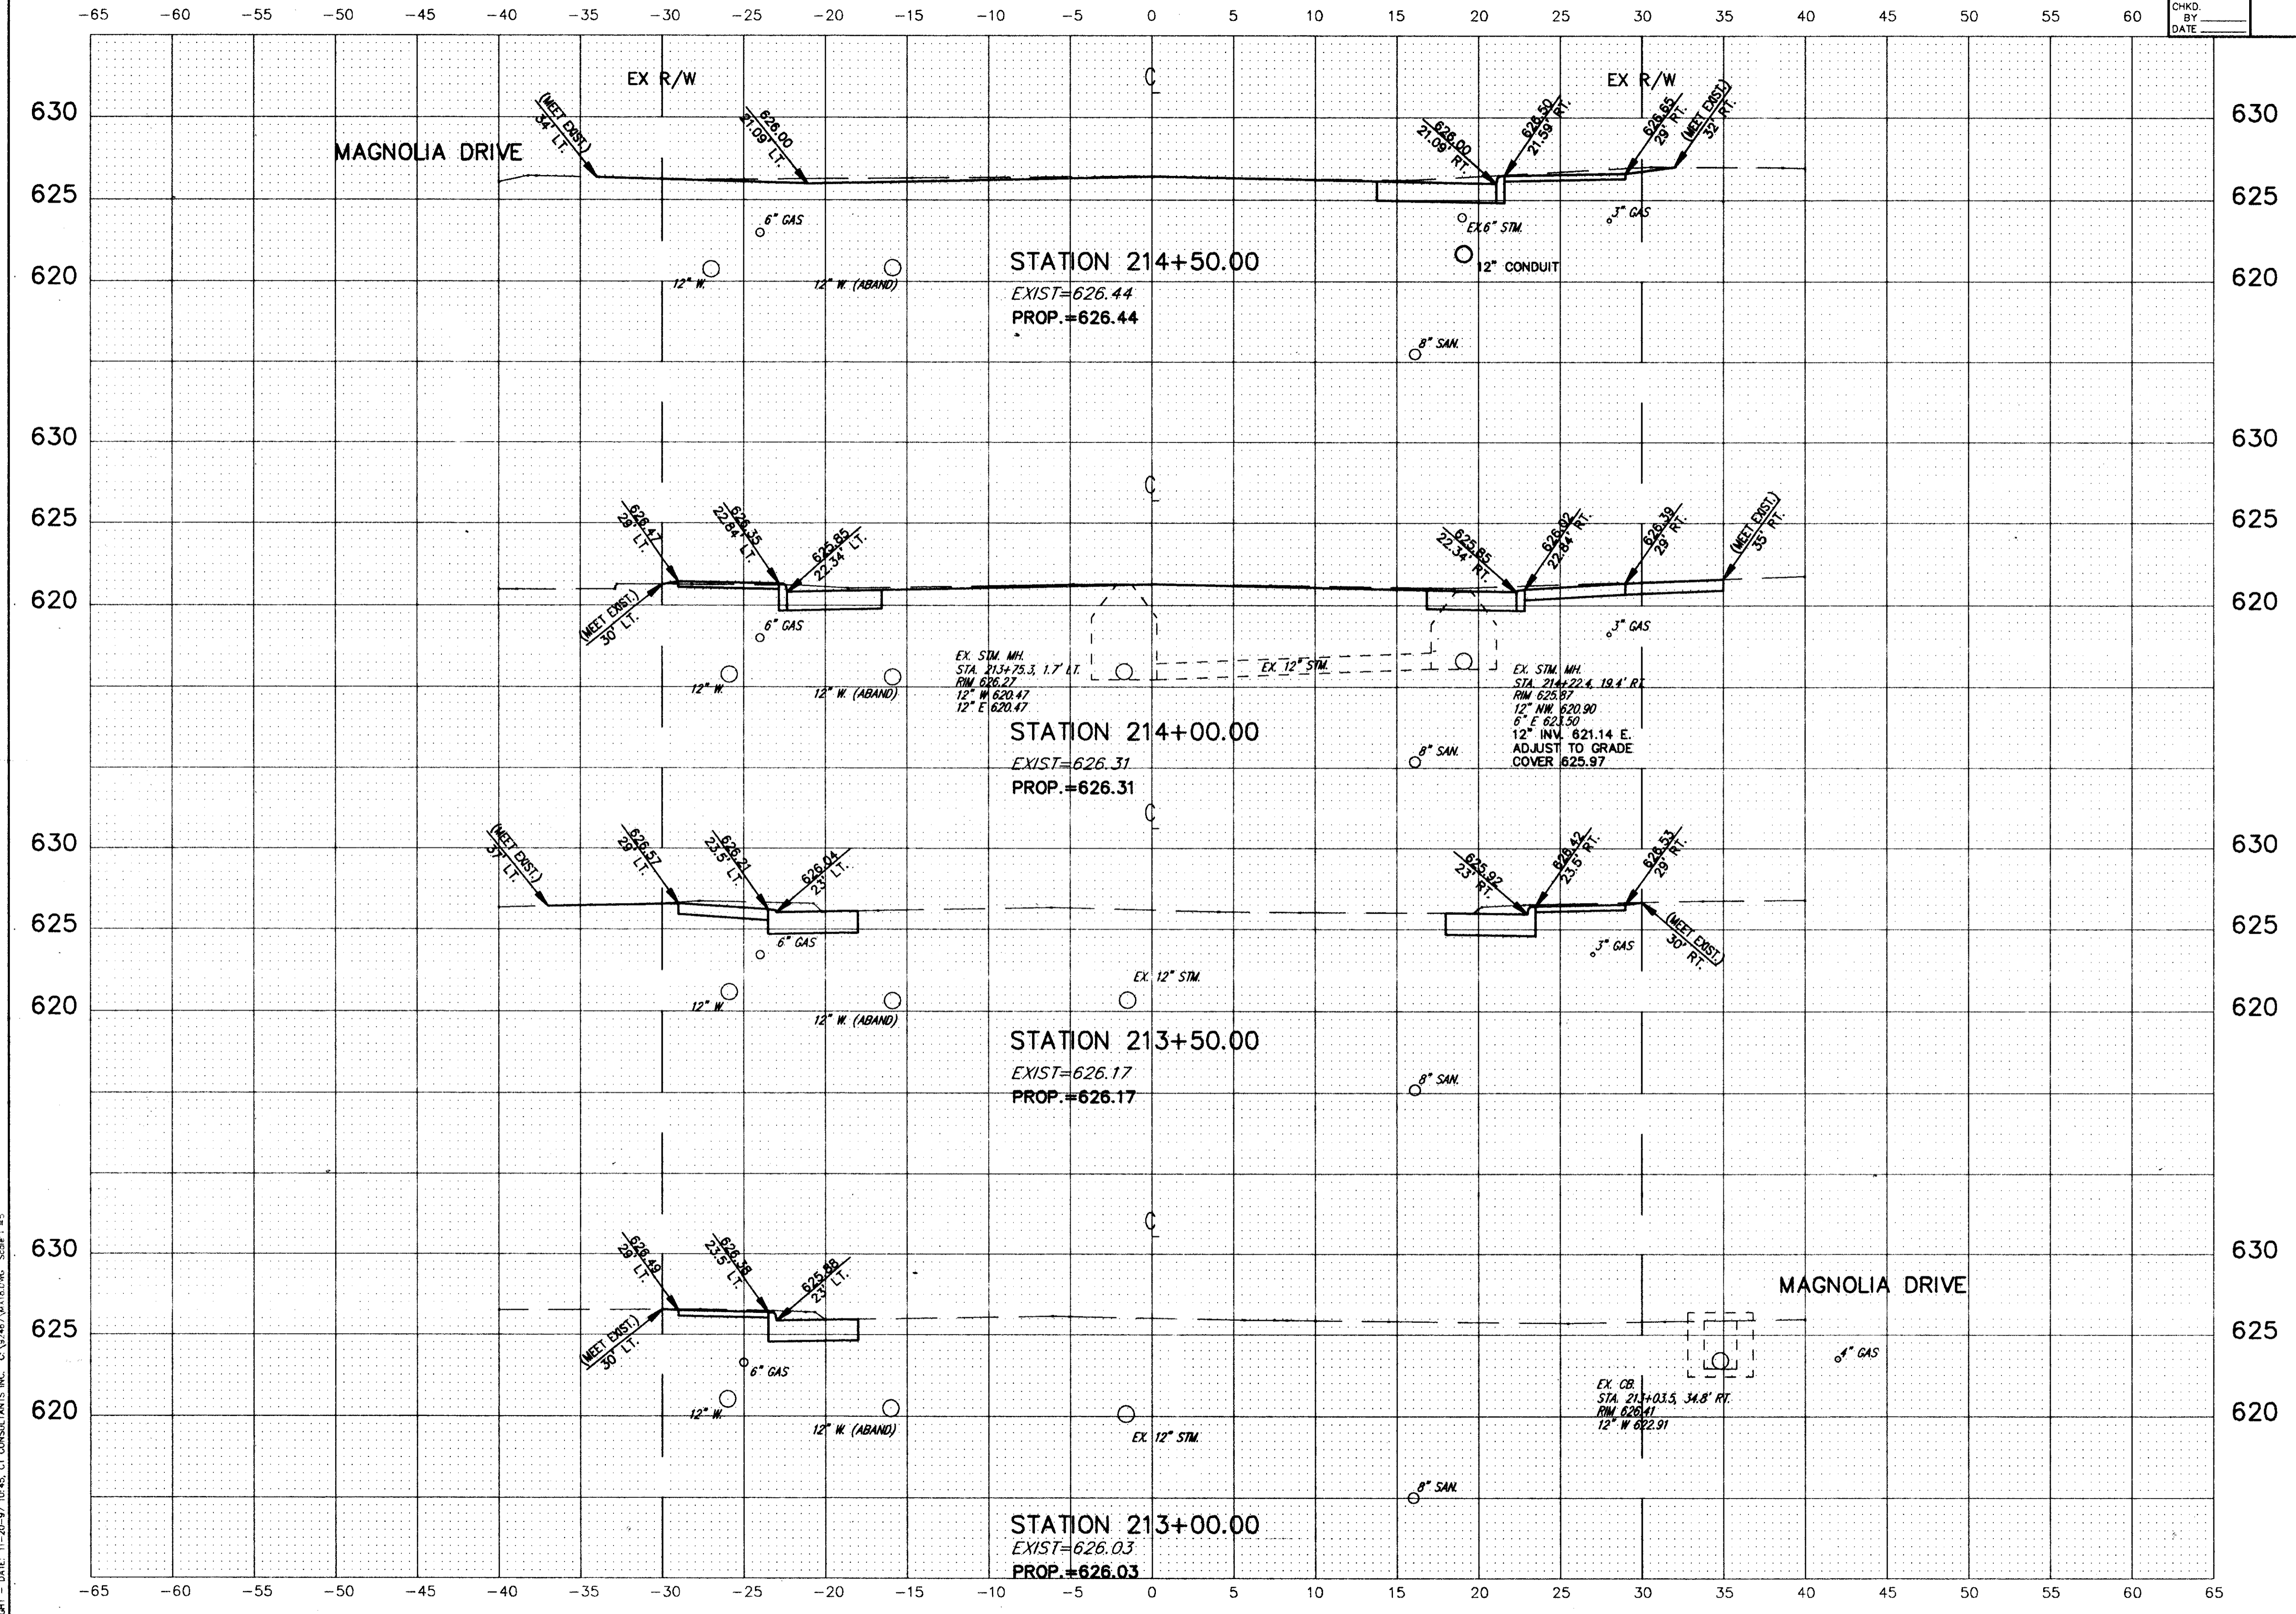 -65 -60 -55 -50 -45 -40 -35 -30 -25 -20 -15 -10 -5 0 5 10 15 20 25 30 35 40 45 50 55 60
CHKD.
BY
DATE
EX R/W
EX R/W
℄
630
630
(MEET EXIST.)
34' LT.
626.00
21.09' LT.
626.00
21.09' RT.
626.50
21.59' RT.
626.65
29' RT.
(MEET EXIST.)
32' RT.
MAGNOLIA DRIVE
625
625
6" GAS
EX.6" STM.
3" GAS
STATION 214+50.00
12" CONDUIT
620
620
12" W.
12" W. (ABAND)
EXIST=626.44
PROP.=626.44
8" SAN.
630
630
℄
625
625
626.47
29' LT.
626.35
22.84' LT.
625.85
22.34' LT.
625.85
22.34' RT.
626.02
22.84' RT.
626.39
29' RT.
(MEET EXIST.)
35' RT.
620
620
(MEET EXIST.)
30' LT.
6" GAS
3" GAS
12" W.
12" W. (ABAND)
EX. STM. MH.
STA. 213+75.3, 1.7' LT.
RIM 626.27
12" W 620.47
12" E 620.47
EX. 12" STM.
EX. STM. MH.
STA. 214+22.4, 19.4' RT.
RIM 625.87
12" NW. 620.90
6" E 623.50
12" INV. 621.14 E.
ADJUST TO GRADE
COVER 625.97
STATION 214+00.00
EXIST=626.31
PROP.=626.31
8" SAN.
℄
630
630
(MEET EXIST.)
37' LT.
626.57
29' LT.
626.21
23.5' LT.
626.04
23' LT.
625.92
23' RT.
626.42
23.5' RT.
626.53
29' RT.
(MEET EXIST.)
30' RT.
625
625
6" GAS
3" GAS
EX. 12" STM.
620
620
12" W.
12" W. (ABAND)
STATION 213+50.00
EXIST=626.17
PROP.=626.17
8" SAN.
℄
630
630
626.49
29' LT.
626.38
23.5' LT.
625.88
23' LT.
MAGNOLIA DRIVE
625
625
(MEET EXIST.)
30' LT.
6" GAS
4" GAS
EX. CB.
STA. 213+03.5, 34.8' RT.
RIM 626.41
12" W 622.91
620
620
12" W.
12" W. (ABAND)
EX. 12" STM.
8" SAN.
STATION 213+00.00
EXIST=626.03
PROP.=626.03
-65 -60 -55 -50 -45 -40 -35 -30 -25 -20 -15 -10 -5 0 5 10 15 20 25 30 35 40 45 50 55 60 65